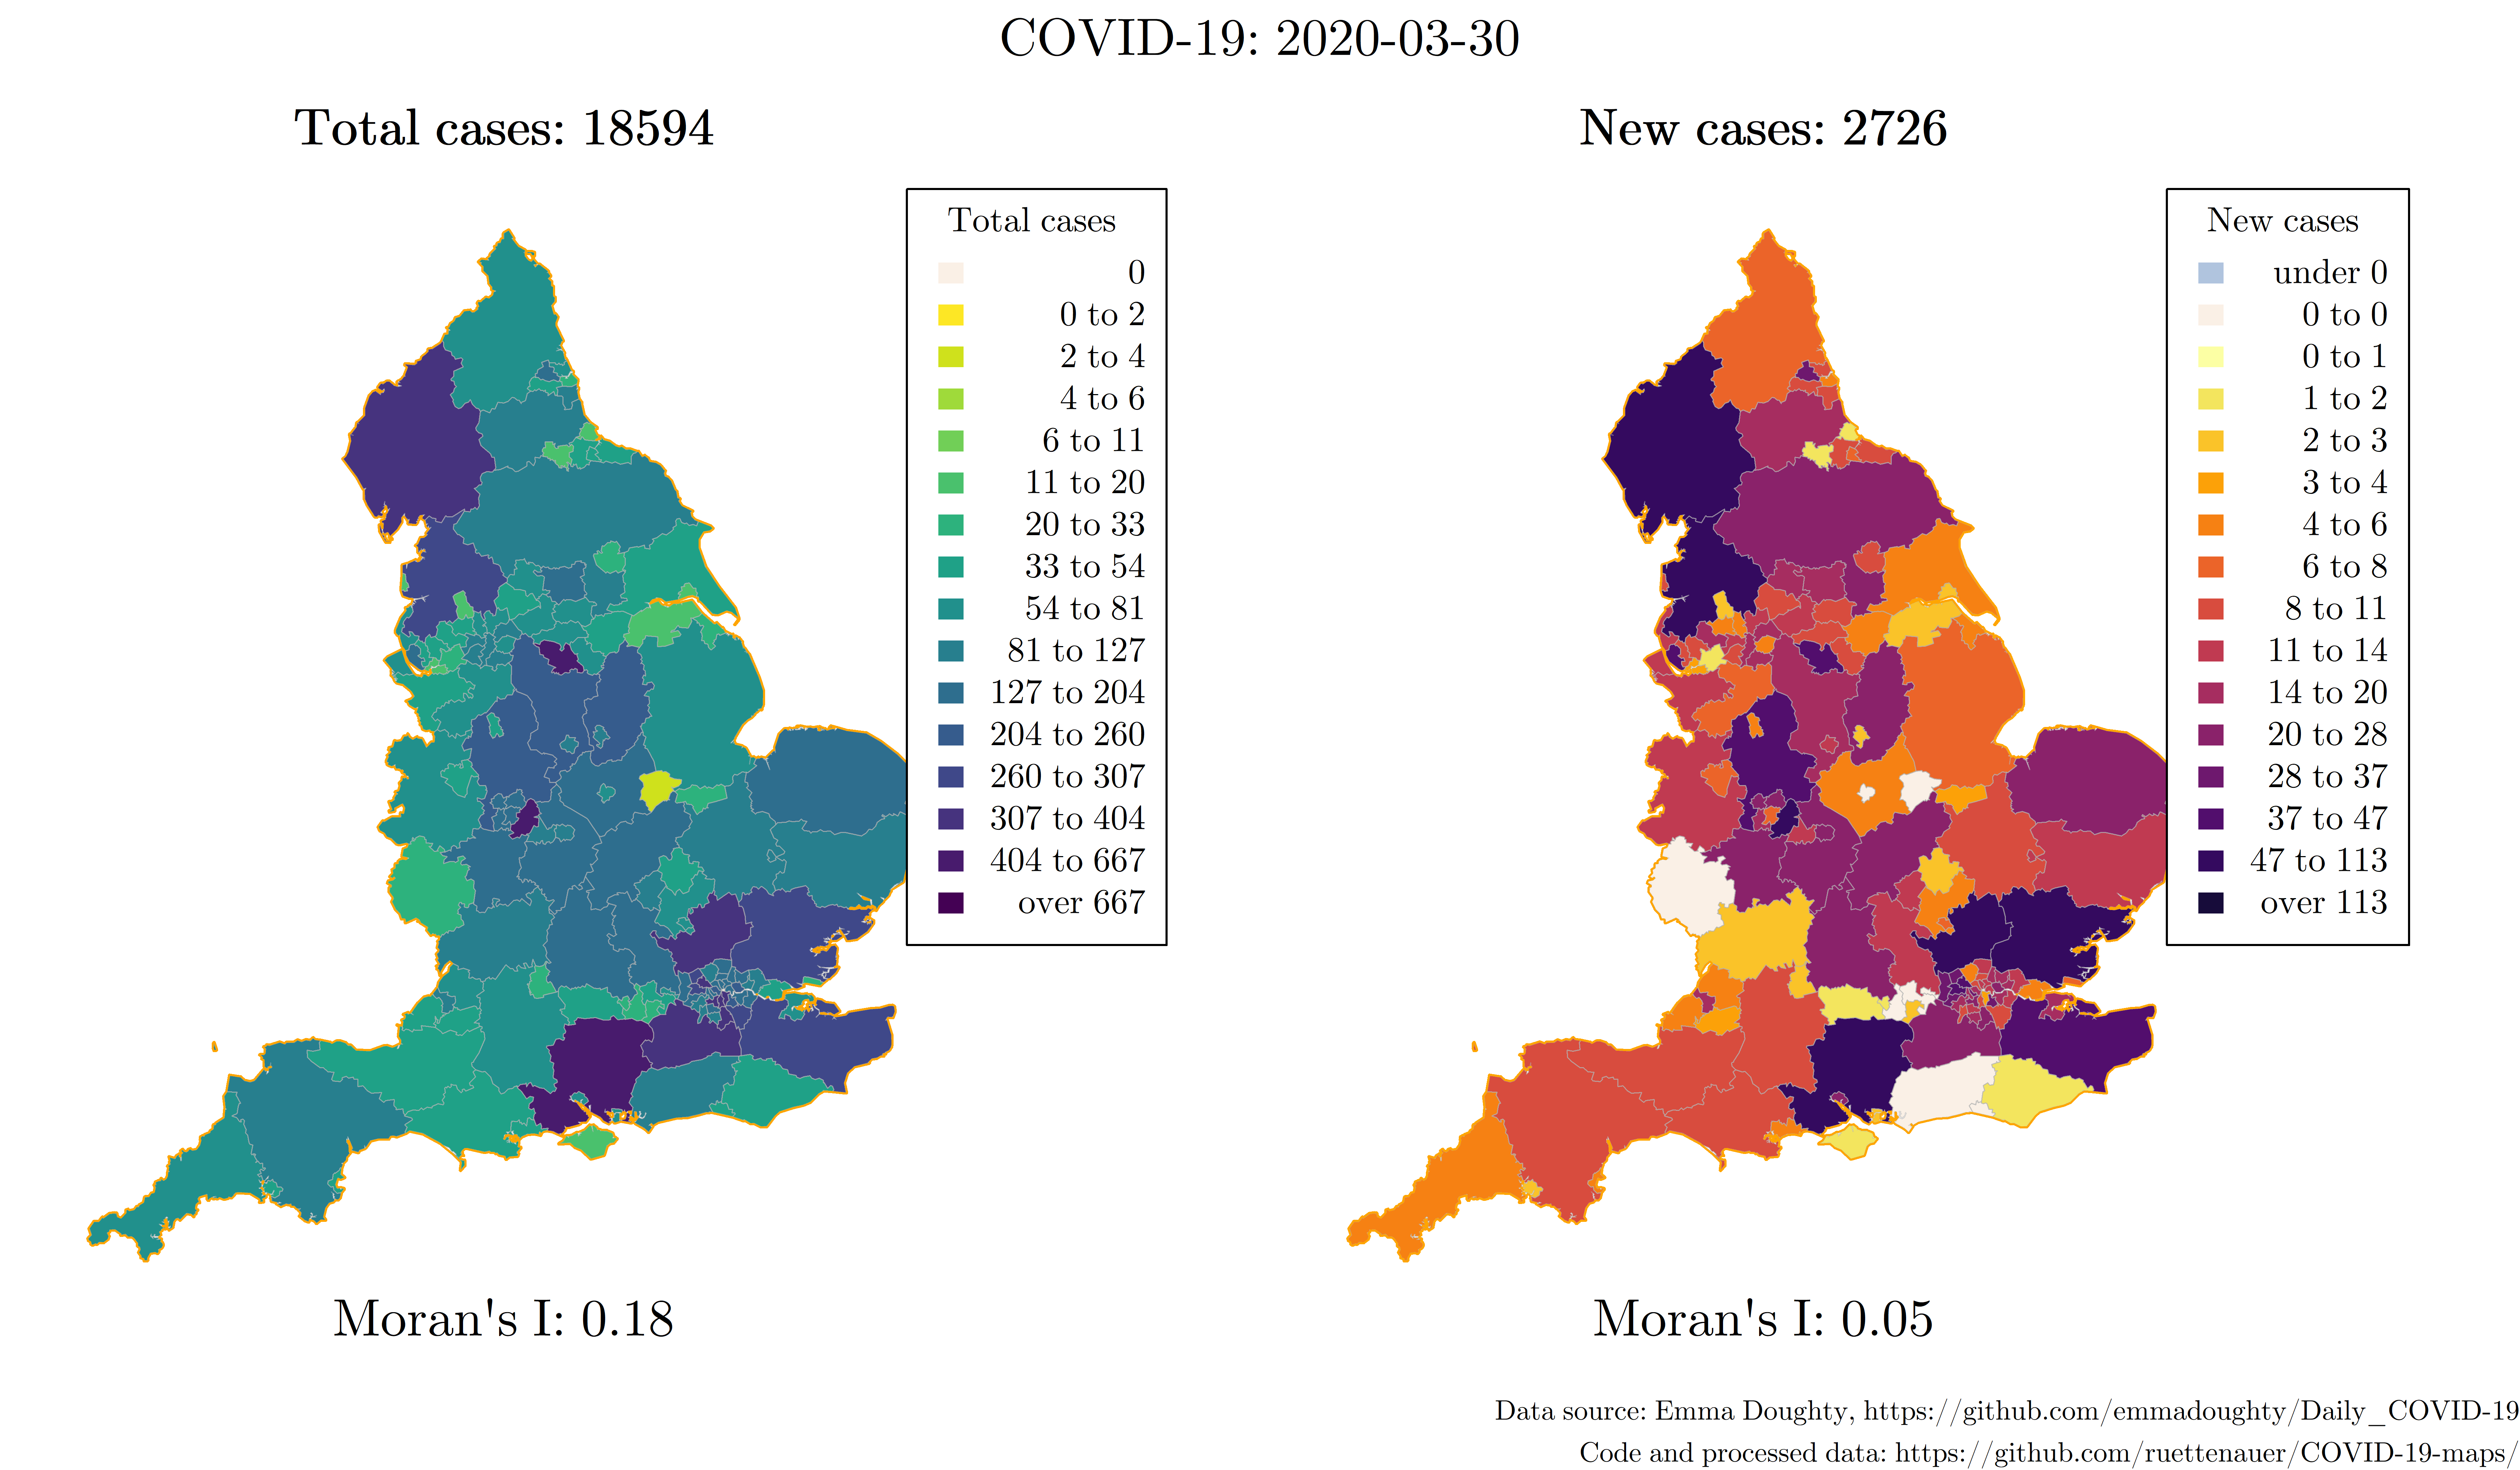 COVID-19: 2020-03-30
Total cases: 18594
Total cases
0
0 to 2
2 to 4
4 to 6
6 to 11
11 to 20
20 to 33
33 to 54
54 to 81
81 to 127
127 to 204
204 to 260
260 to 307
307 to 404
404 to 667
over 667
Moran's I: 0.18
New cases: 2726
New cases
under 0
0 to 0
0 to 1
1 to 2
2 to 3
3 to 4
4 to 6
6 to 8
8 to 11
11 to 14
14 to 20
20 to 28
28 to 37
37 to 47
47 to 113
over 113
Moran's I: 0.05
Data source: Emma Doughty, https://github.com/emmadoughty/Daily_COVID-19
Code and processed data: https://github.com/ruettenauer/COVID-19-maps/